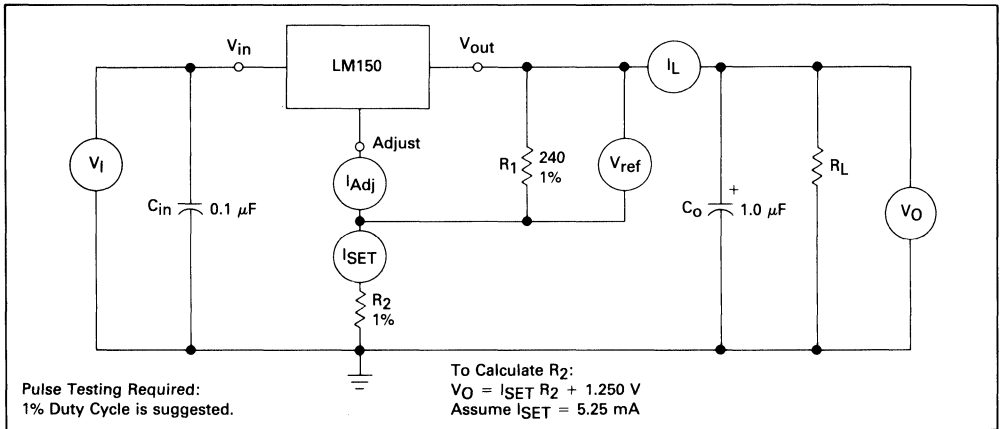 Vin
LM150
Vout
IL
Adjust
VI
Cin 0.1 μF
IAdj
R1 240 1%
Vref
CO + 1.0 μF
RL
VO
ISET
R2
1%
Pulse Testing Required:
1% Duty Cycle is suggested.
To Calculate R2:
VO = ISET R2 + 1.250 V
Assume ISET = 5.25 mA